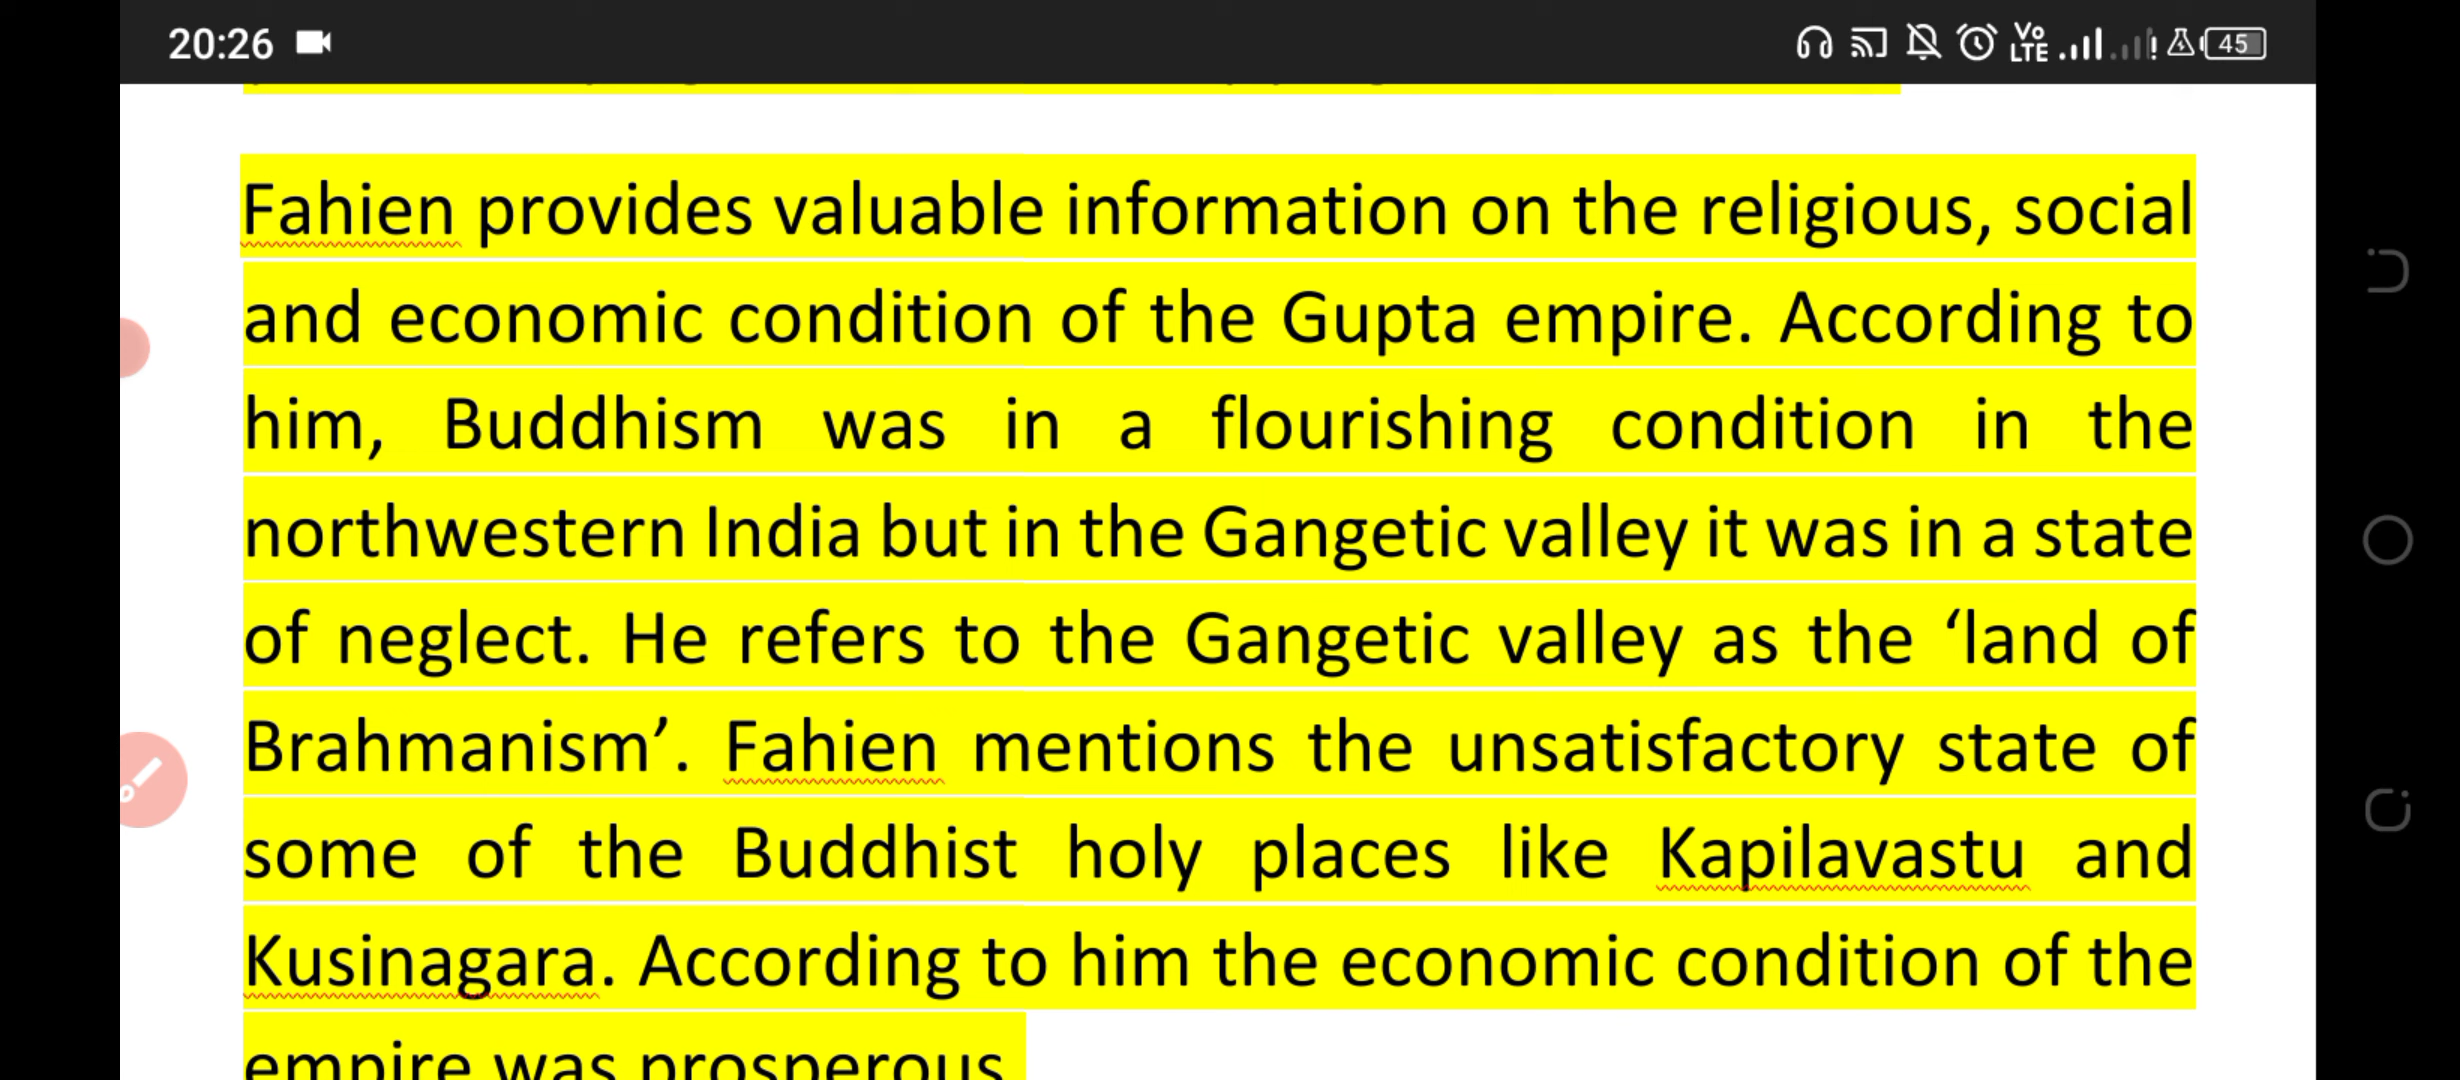 20:26 Vo LTE 45
Fahien provides valuable information on the religious, social
and economic condition of the Gupta empire. According to
him, Buddhism was in a flourishing condition in the
northwestern India but in the Gangetic valley it was in a state
of neglect. He refers to the Gangetic valley as the ‘land of
Brahmanism’. Fahien mentions the unsatisfactory state of
some of the Buddhist holy places like Kapilavastu and
Kusinagara. According to him the economic condition of the
empire was prosperous.